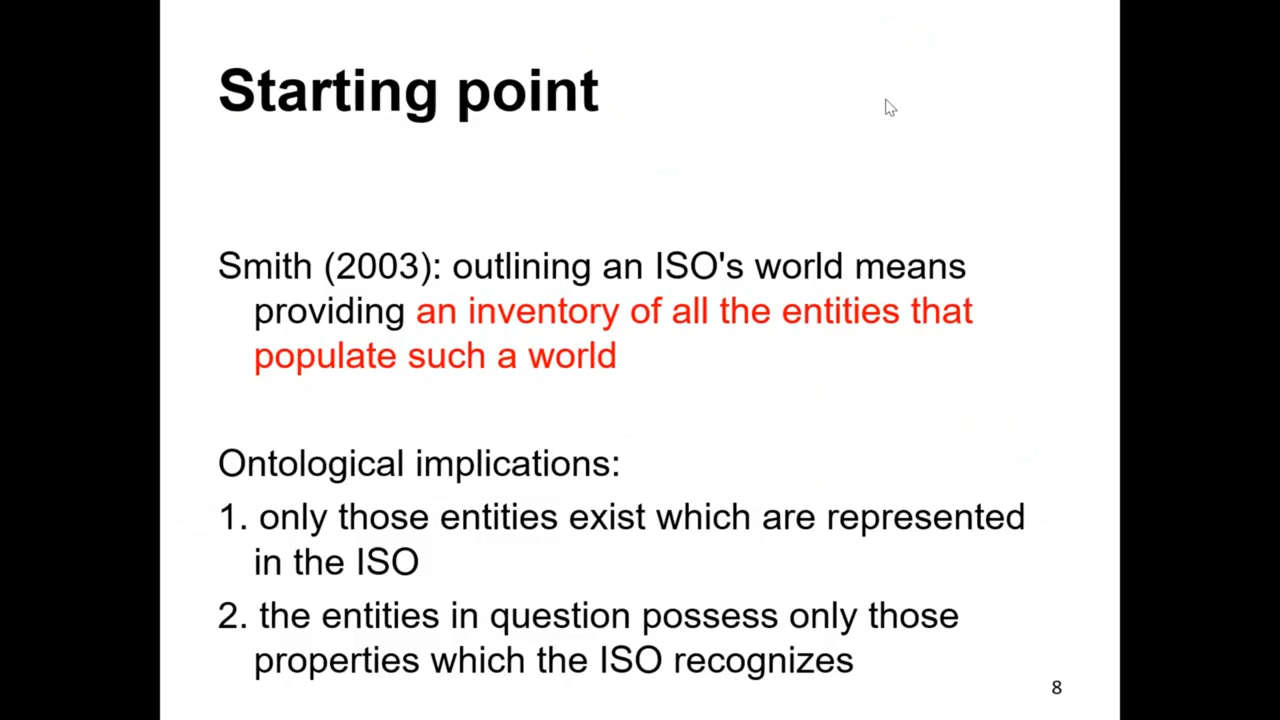 Starting point
Smith (2003): outlining an ISO's world means
providing an inventory of all the entities that
populate such a world
Ontological implications:
1. only those entities exist which are represented
in the ISO
2. the entities in question possess only those
properties which the ISO recognizes
8